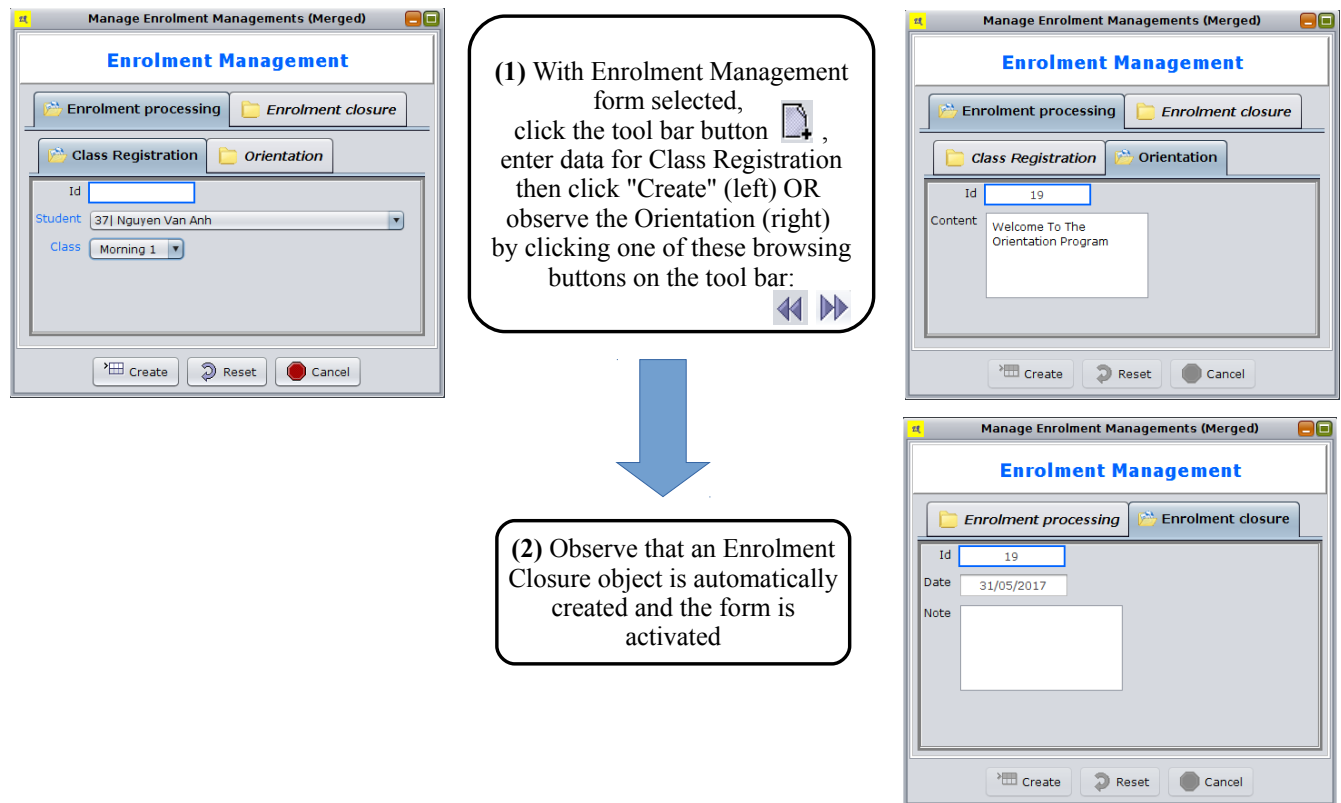 Manage Enrolment Managements (Merged)
Enrolment Management
Enrolment processing
Enrolment closure
Class Registration
Orientation
Id
Student 37| Nguyen Van Anh
Class Morning 1
Create Reset Cancel
(1) With Enrolment Management
form selected,
click the tool bar button ,
enter data for Class Registration
then click "Create" (left) OR
observe the Orientation (right)
by clicking one of these browsing
buttons on the tool bar:
Manage Enrolment Managements (Merged)
Enrolment Management
Enrolment processing
Enrolment closure
Class Registration
Orientation
Id 19
Content Welcome To The
Orientation Program
Create Reset Cancel
(2) Observe that an Enrolment
Closure object is automatically
created and the form is
activated
Manage Enrolment Managements (Merged)
Enrolment Management
Enrolment processing
Enrolment closure
Id 19
Date 31/05/2017
Note
Create Reset Cancel